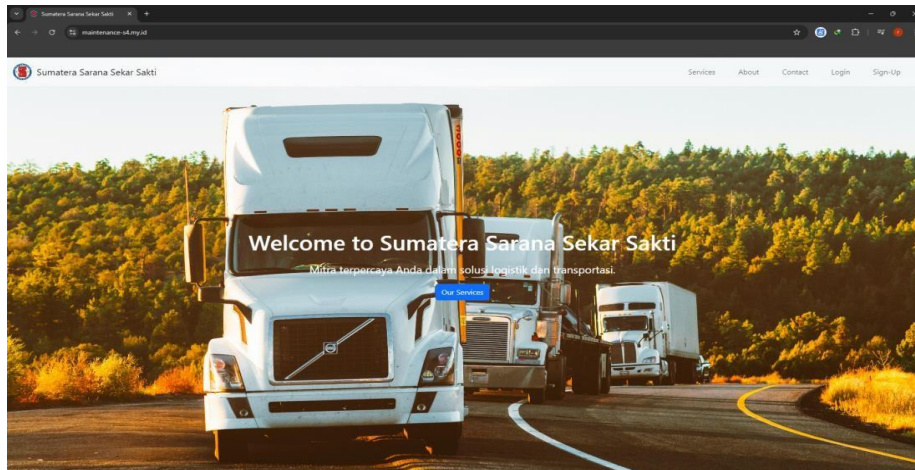 Sumatera Sarana Sekar Sakti
maintenance-s4.my.id
Sumatera Sarana Sekar Sakti
Services About Contact Login Sign-Up
Welcome to Sumatera Sarana Sekar Sakti
Mitra terpercaya Anda dalam solusi logistik dan transportasi.
Our Services